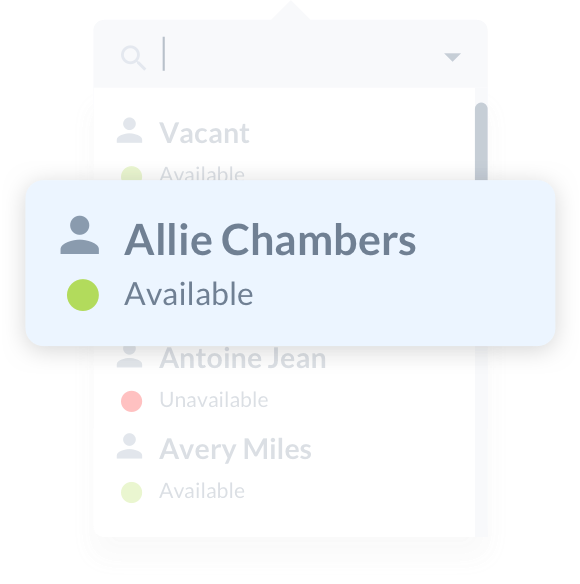 Vacant
Available
Allie Chambers
Available
Antoine Jean
Unavailable
Avery Miles
Available